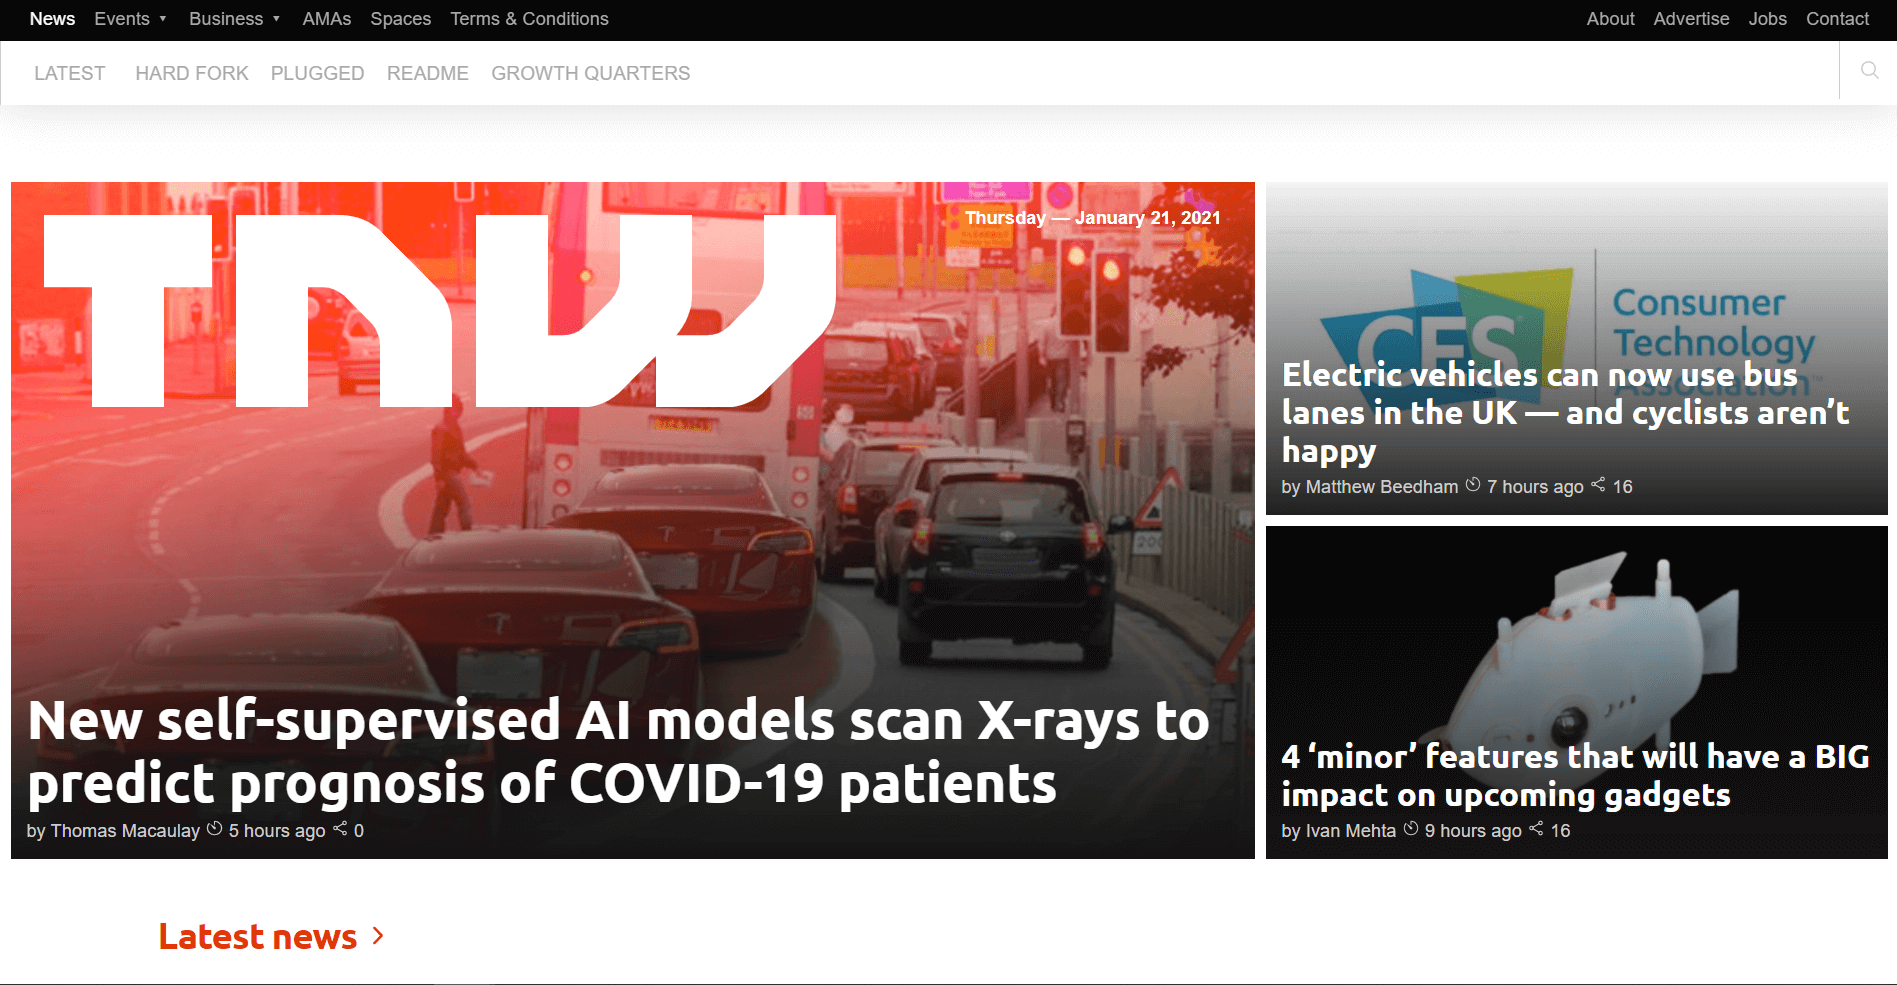 News Events Business AMAs Spaces Terms & Conditions About Advertise Jobs Contact
LATEST HARD FORK PLUGGED README GROWTH QUARTERS
TNW
Thursday — January 21, 2021
New self-supervised AI models scan X-rays to
predict prognosis of COVID-19 patients
by Thomas Macaulay 5 hours ago 0
CES
Consumer
Technology
Association™
Electric vehicles can now use bus
lanes in the UK — and cyclists aren’t
happy
by Matthew Beedham 7 hours ago 16
4 ‘minor’ features that will have a BIG
impact on upcoming gadgets
by Ivan Mehta 9 hours ago 16
Latest news